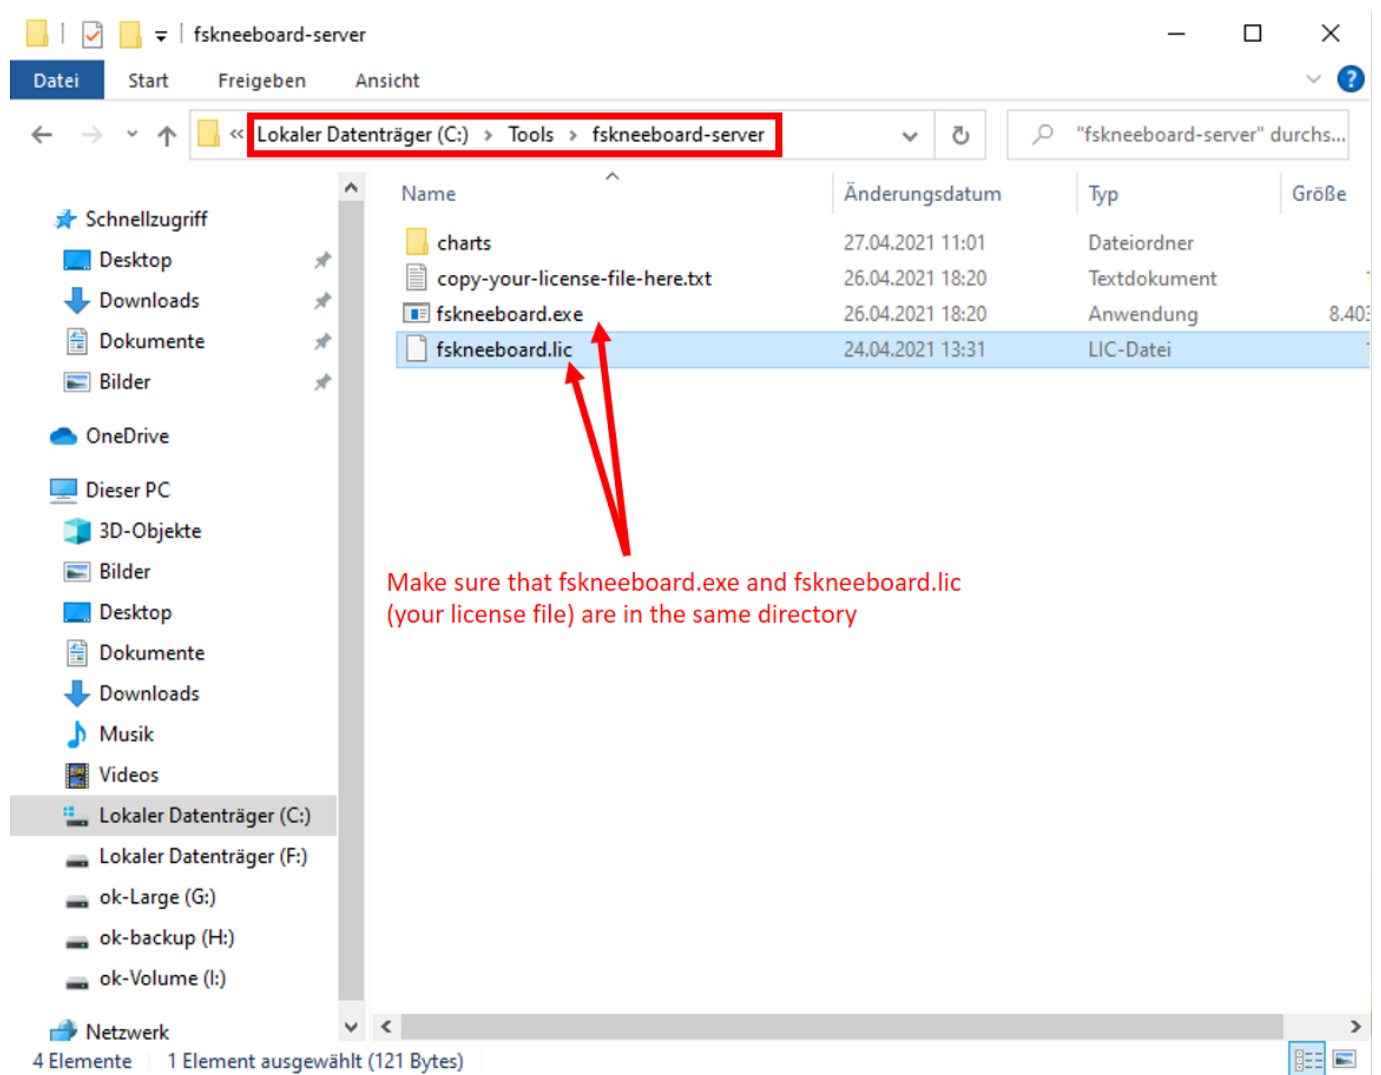 fskneeboard-server
Datei Start Freigeben Ansicht
« Lokaler Datenträger (C:) › Tools › fskneeboard-server
"fskneeboard-server" durchs...
Name Änderungsdatum Typ Größe
charts 27.04.2021 11:01 Dateiordner
copy-your-license-file-here.txt 26.04.2021 18:20 Textdokument
fskneeboard.exe 26.04.2021 18:20 Anwendung 8.403
fskneeboard.lic 24.04.2021 13:31 LIC-Datei
Make sure that fskneeboard.exe and fskneeboard.lic
(your license file) are in the same directory
Schnellzugriff
Desktop
Downloads
Dokumente
Bilder
OneDrive
Dieser PC
3D-Objekte
Bilder
Desktop
Dokumente
Downloads
Musik
Videos
Lokaler Datenträger (C:)
Lokaler Datenträger (F:)
ok-Large (G:)
ok-backup (H:)
ok-Volume (I:)
Netzwerk
4 Elemente 1 Element ausgewählt (121 Bytes)